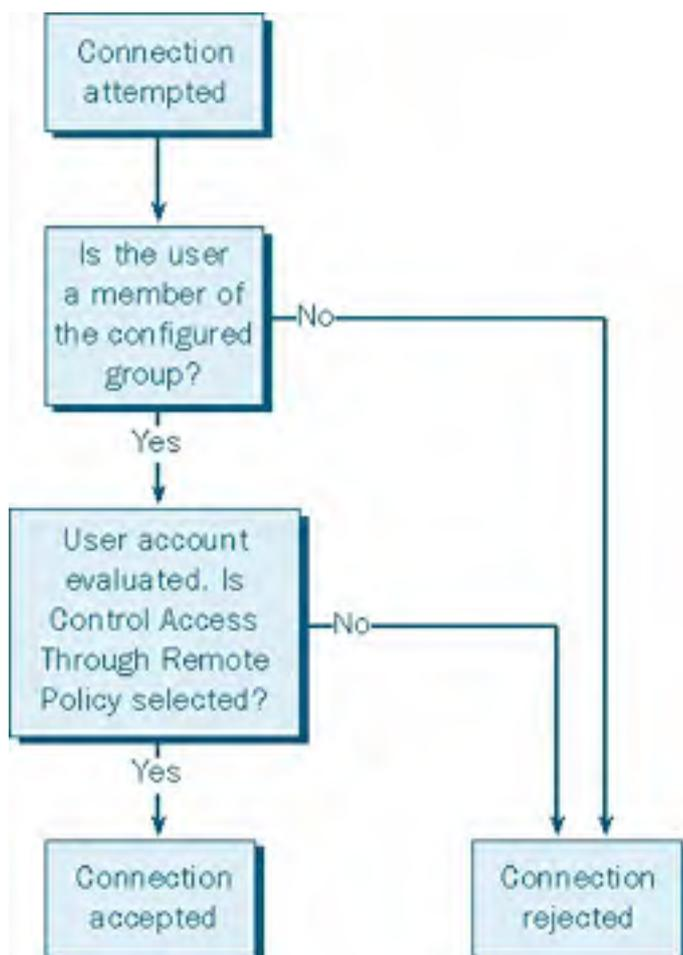 Connection
attempted
Is the user
a member of
the configured
group?
No
Yes
User account
evaluated. Is
Control Access
Through Remote
Policy selected?
No
Yes
Connection
accepted
Connection
rejected